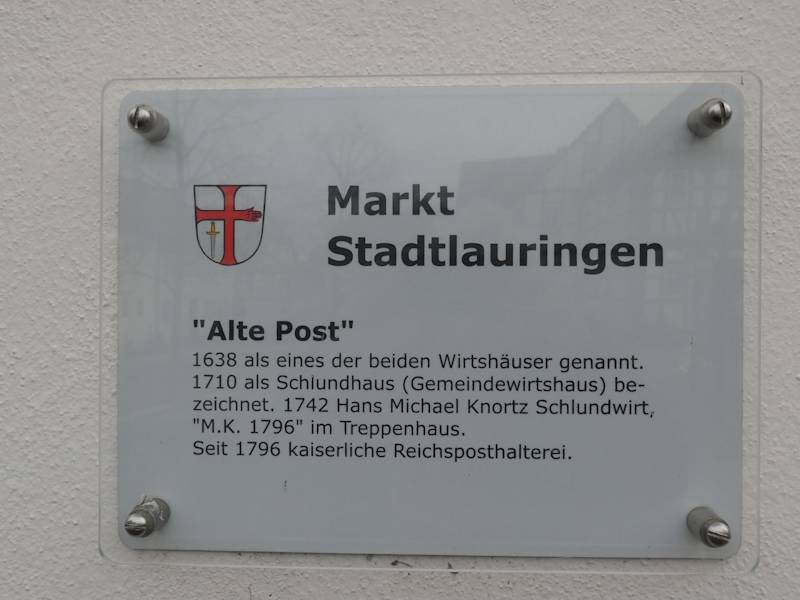 Markt
Stadtlauringen
"Alte Post"
1638 als eines der beiden Wirtshäuser genannt.
1710 als Schlundhaus (Gemeindewirtshaus) be-
zeichnet. 1742 Hans Michael Knortz Schlundwirt,
"M.K. 1796" im Treppenhaus.
Seit 1796 kaiserliche Reichsposthalterei.